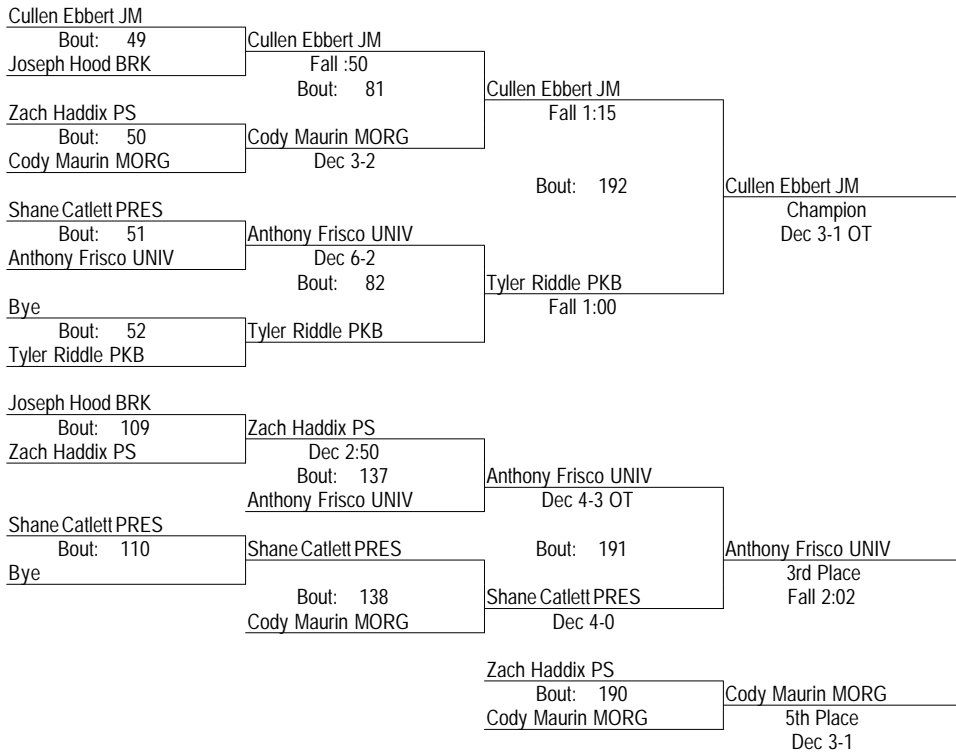 Cullen Ebbert JM
Bout: 49
Cullen Ebbert JM
Joseph Hood BRK
Fall :50
Bout: 81
Cullen Ebbert JM
Zach Haddix PS
Fall 1:15
Bout: 50
Cody Maurin MORG
Cody Maurin MORG
Dec 3-2
Bout: 192
Cullen Ebbert JM
Shane Catlett PRES
Champion
Bout: 51
Anthony Frisco UNIV
Dec 3-1 OT
Anthony Frisco UNIV
Dec 6-2
Bout: 82
Tyler Riddle PKB
Bye
Fall 1:00
Bout: 52
Tyler Riddle PKB
Tyler Riddle PKB
Joseph Hood BRK
Bout: 109
Zach Haddix PS
Zach Haddix PS
Dec 2:50
Bout: 137
Anthony Frisco UNIV
Anthony Frisco UNIV
Dec 4-3 OT
Shane Catlett PRES
Bout: 110
Shane Catlett PRES
Bout: 191
Anthony Frisco UNIV
Bye
3rd Place
Bout: 138
Shane Catlett PRES
Fall 2:02
Cody Maurin MORG
Dec 4-0
Zach Haddix PS
Bout: 190
Cody Maurin MORG
Cody Maurin MORG
5th Place
Dec 3-1